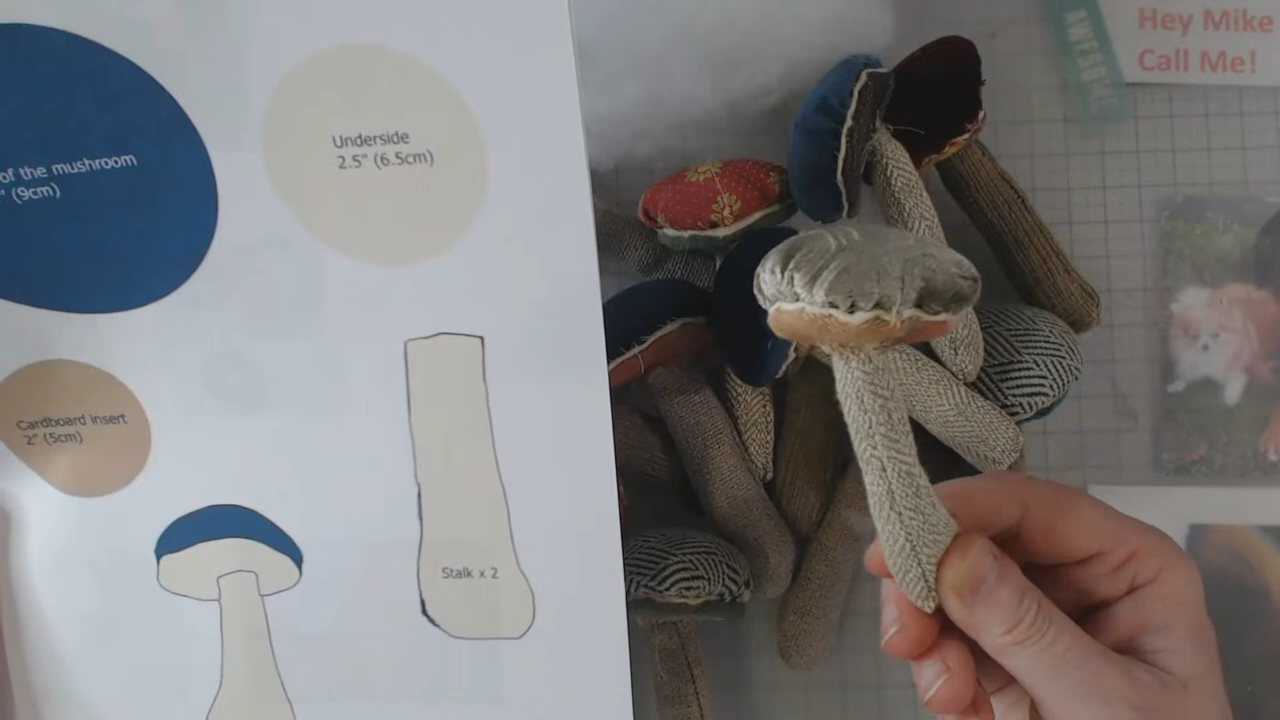 of the mushroom
" (9cm)
Underside
2.5" (6.5cm)
Cardboard insert
2" (5cm)
Stalk x 2
AWESOME
Hey Mike
Call Me!